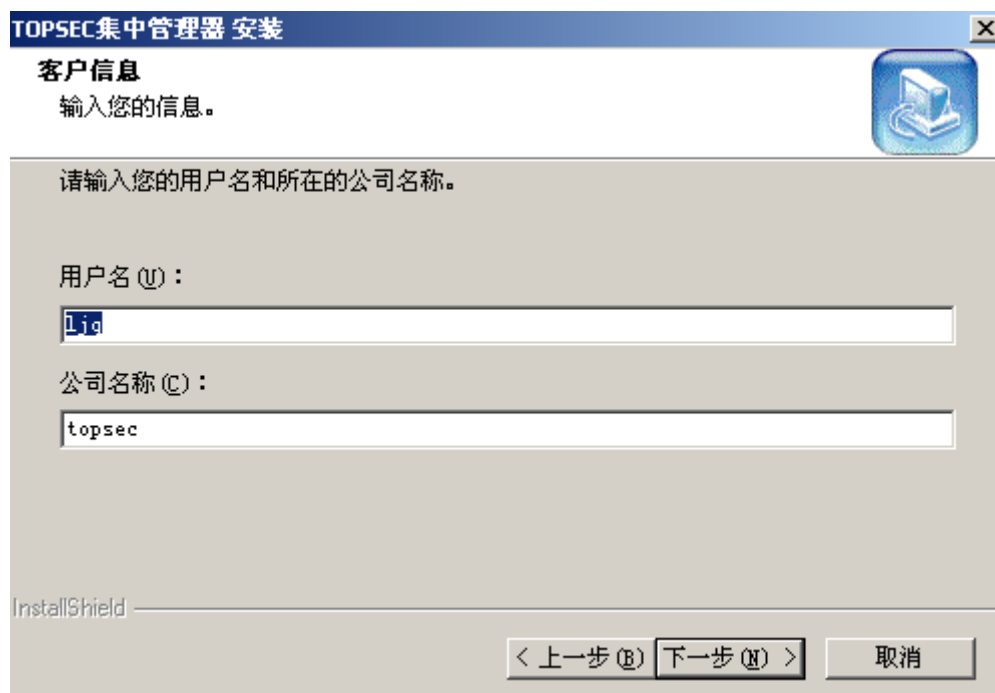 TOPSEC集中管理器 安装
客户信息
输入您的信息。
请输入您的用户名和所在的公司名称。
用户名(U)：
ljq
公司名称(C)：
topsec
InstallShield
< 上一步(B) 下一步(N) > 取消